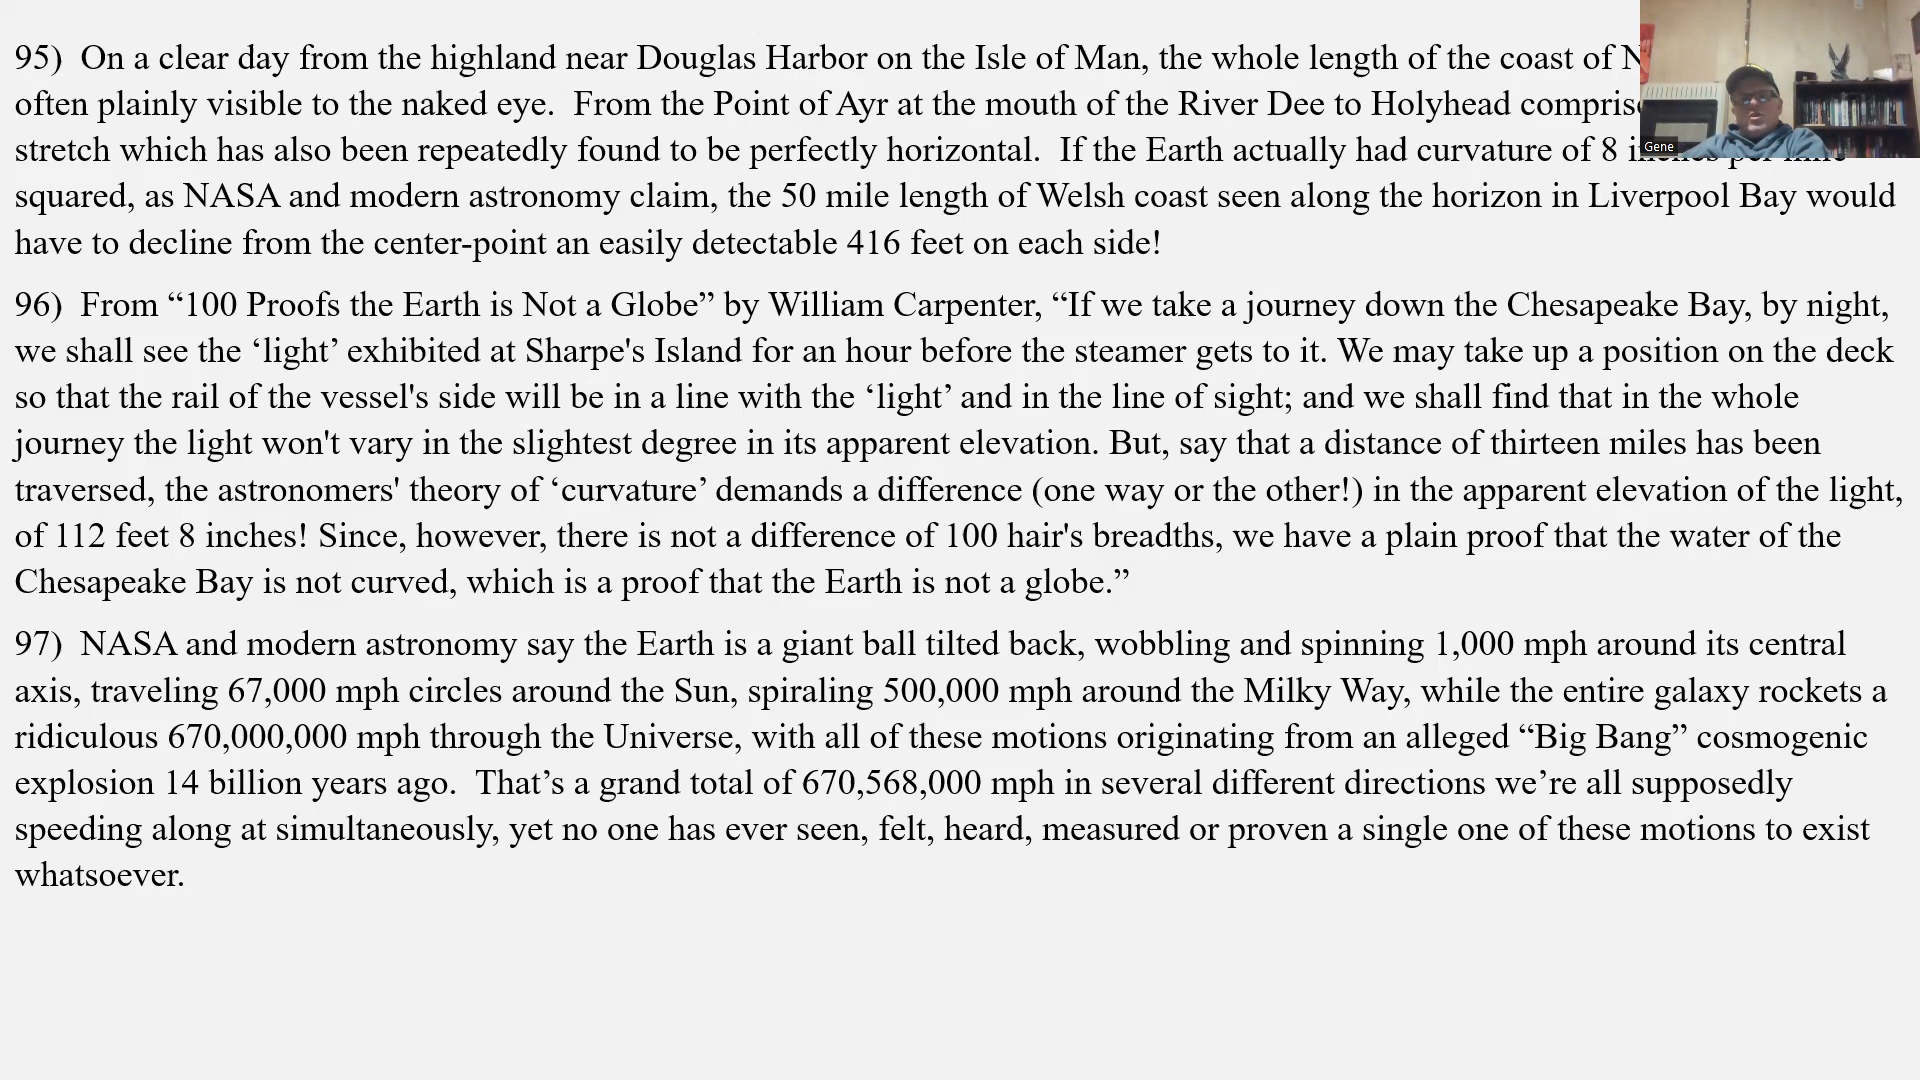 95)  On a clear day from the highland near Douglas Harbor on the Isle of Man, the whole length of the coast of
often plainly visible to the naked eye.  From the Point of Ayr at the mouth of the River Dee to Holyhead
stretch which has also been repeatedly found to be perfectly horizontal.  If the Earth actually had curvature of 8 inches per mile
squared, as NASA and modern astronomy claim, the 50 mile length of Welsh coast seen along the horizon in Liverpool Bay would
have to decline from the center-point an easily detectable 416 feet on each side!
96)  From “100 Proofs the Earth is Not a Globe” by William Carpenter, “If we take a journey down the Chesapeake Bay, by night,
we shall see the ‘light’ exhibited at Sharpe's Island for an hour before the steamer gets to it. We may take up a position on the deck
so that the rail of the vessel's side will be in a line with the ‘light’ and in the line of sight; and we shall find that in the whole
journey the light won't vary in the slightest degree in its apparent elevation. But, say that a distance of thirteen miles has been
traversed, the astronomers' theory of ‘curvature’ demands a difference (one way or the other!) in the apparent elevation of the light,
of 112 feet 8 inches! Since, however, there is not a difference of 100 hair's breadths, we have a plain proof that the water of the
Chesapeake Bay is not curved, which is a proof that the Earth is not a globe.”
97)  NASA and modern astronomy say the Earth is a giant ball tilted back, wobbling and spinning 1,000 mph around its central
axis, traveling 67,000 mph circles around the Sun, spiraling 500,000 mph around the Milky Way, while the entire galaxy rockets a
ridiculous 670,000,000 mph through the Universe, with all of these motions originating from an alleged “Big Bang” cosmogenic
explosion 14 billion years ago.  That’s a grand total of 670,568,000 mph in several different directions we’re all supposedly
speeding along at simultaneously, yet no one has ever seen, felt, heard, measured or proven a single one of these motions to exist
whatsoever.
Gene